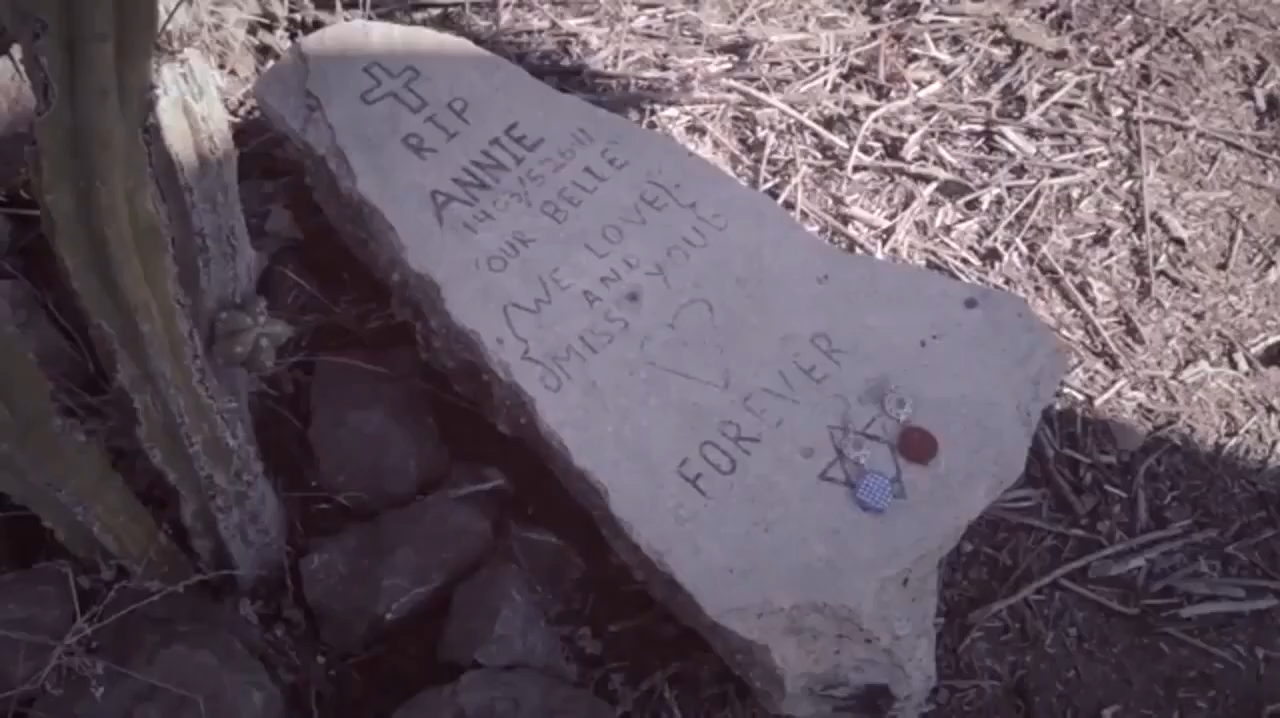 RIP
ANNIE
'OUR BELLE'
WE LOVE
AND
MISS YOU
FOREVER